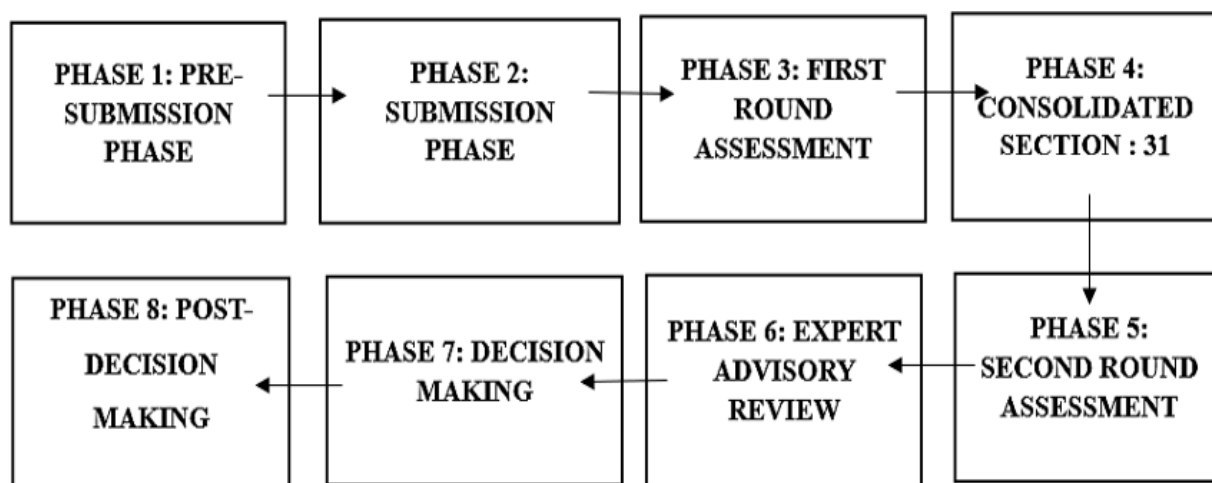 PHASE 1: PRE-
SUBMISSION
PHASE
PHASE 2:
SUBMISSION
PHASE
PHASE 3: FIRST
ROUND
ASSESSMENT
PHASE 4:
CONSOLIDATED
SECTION : 31
PHASE 5:
SECOND ROUND
ASSESSMENT
PHASE 6: EXPERT
ADVISORY
REVIEW
PHASE 7: DECISION
MAKING
PHASE 8: POST-
DECISION
MAKING